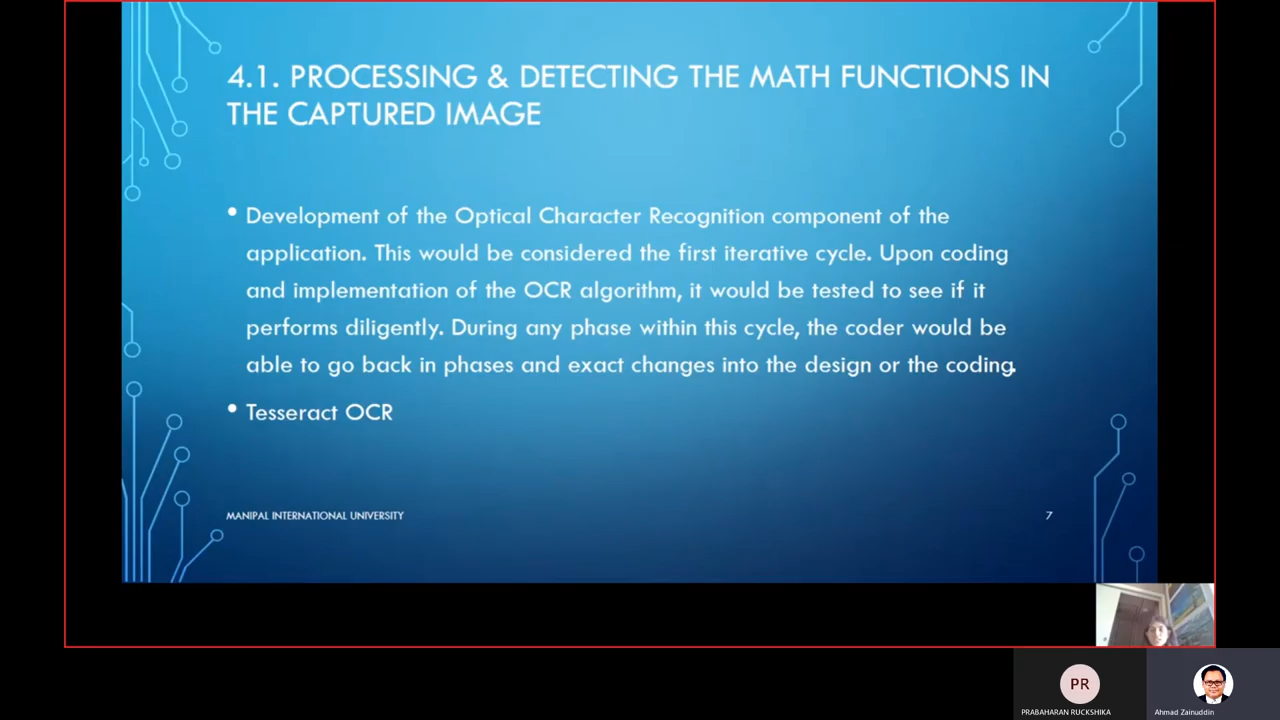 4.1. PROCESSING & DETECTING THE MATH FUNCTIONS IN
THE CAPTURED IMAGE
• Development of the Optical Character Recognition component of the
application. This would be considered the first iterative cycle. Upon coding
and implementation of the OCR algorithm, it would be tested to see if it
performs diligently. During any phase within this cycle, the coder would be
able to go back in phases and exact changes into the design or the coding.
• Tesseract OCR
MANIPAL INTERNATIONAL UNIVERSITY
7
PR
PRABAHARAN RUCKSHIKA
Ahmad Zainuddin